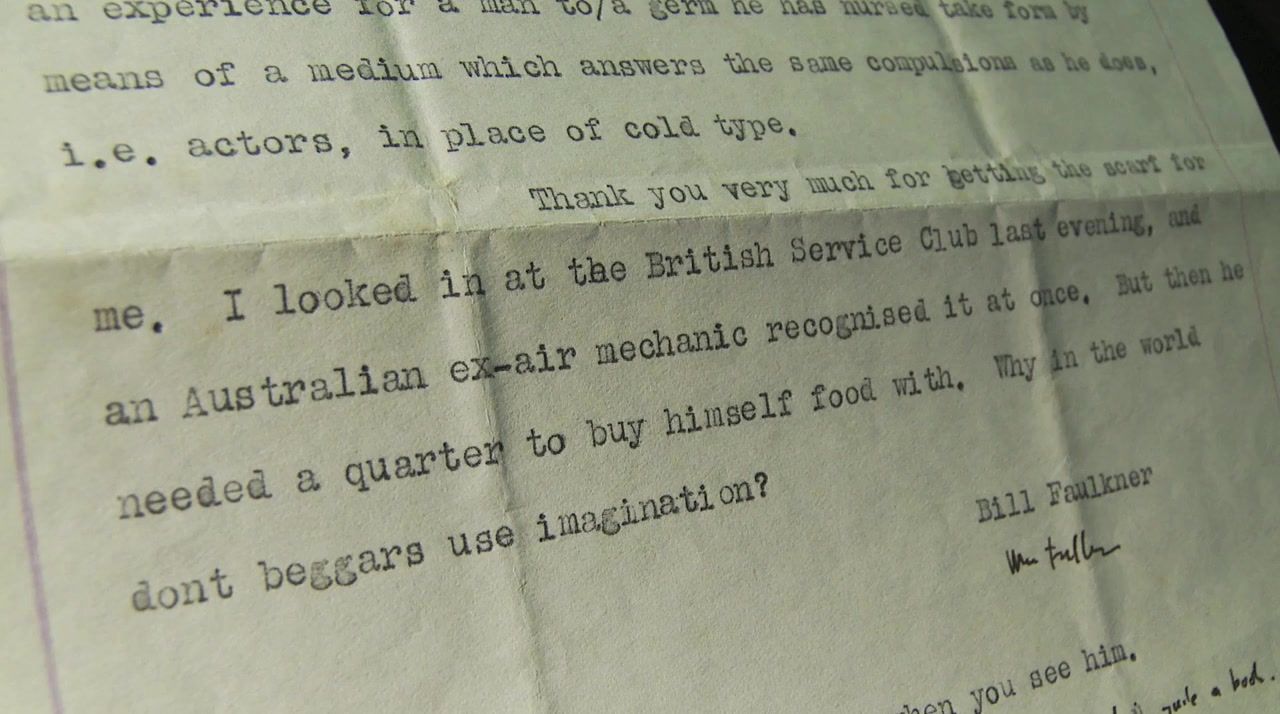 an experience for a man to/a germ he has nursed take form by
means of a medium which answers the same compulsions as he does,
i.e. actors, in place of cold type.
Thank you very much for getting the scarf for
me. I looked in at the British Service Club last evening, and
an Australian ex-air mechanic recognised it at once. But then he
needed a quarter to buy himself food with. Why in the world
dont beggars use imagination?
Bill Faulkner
when you see him.
quite a bod.